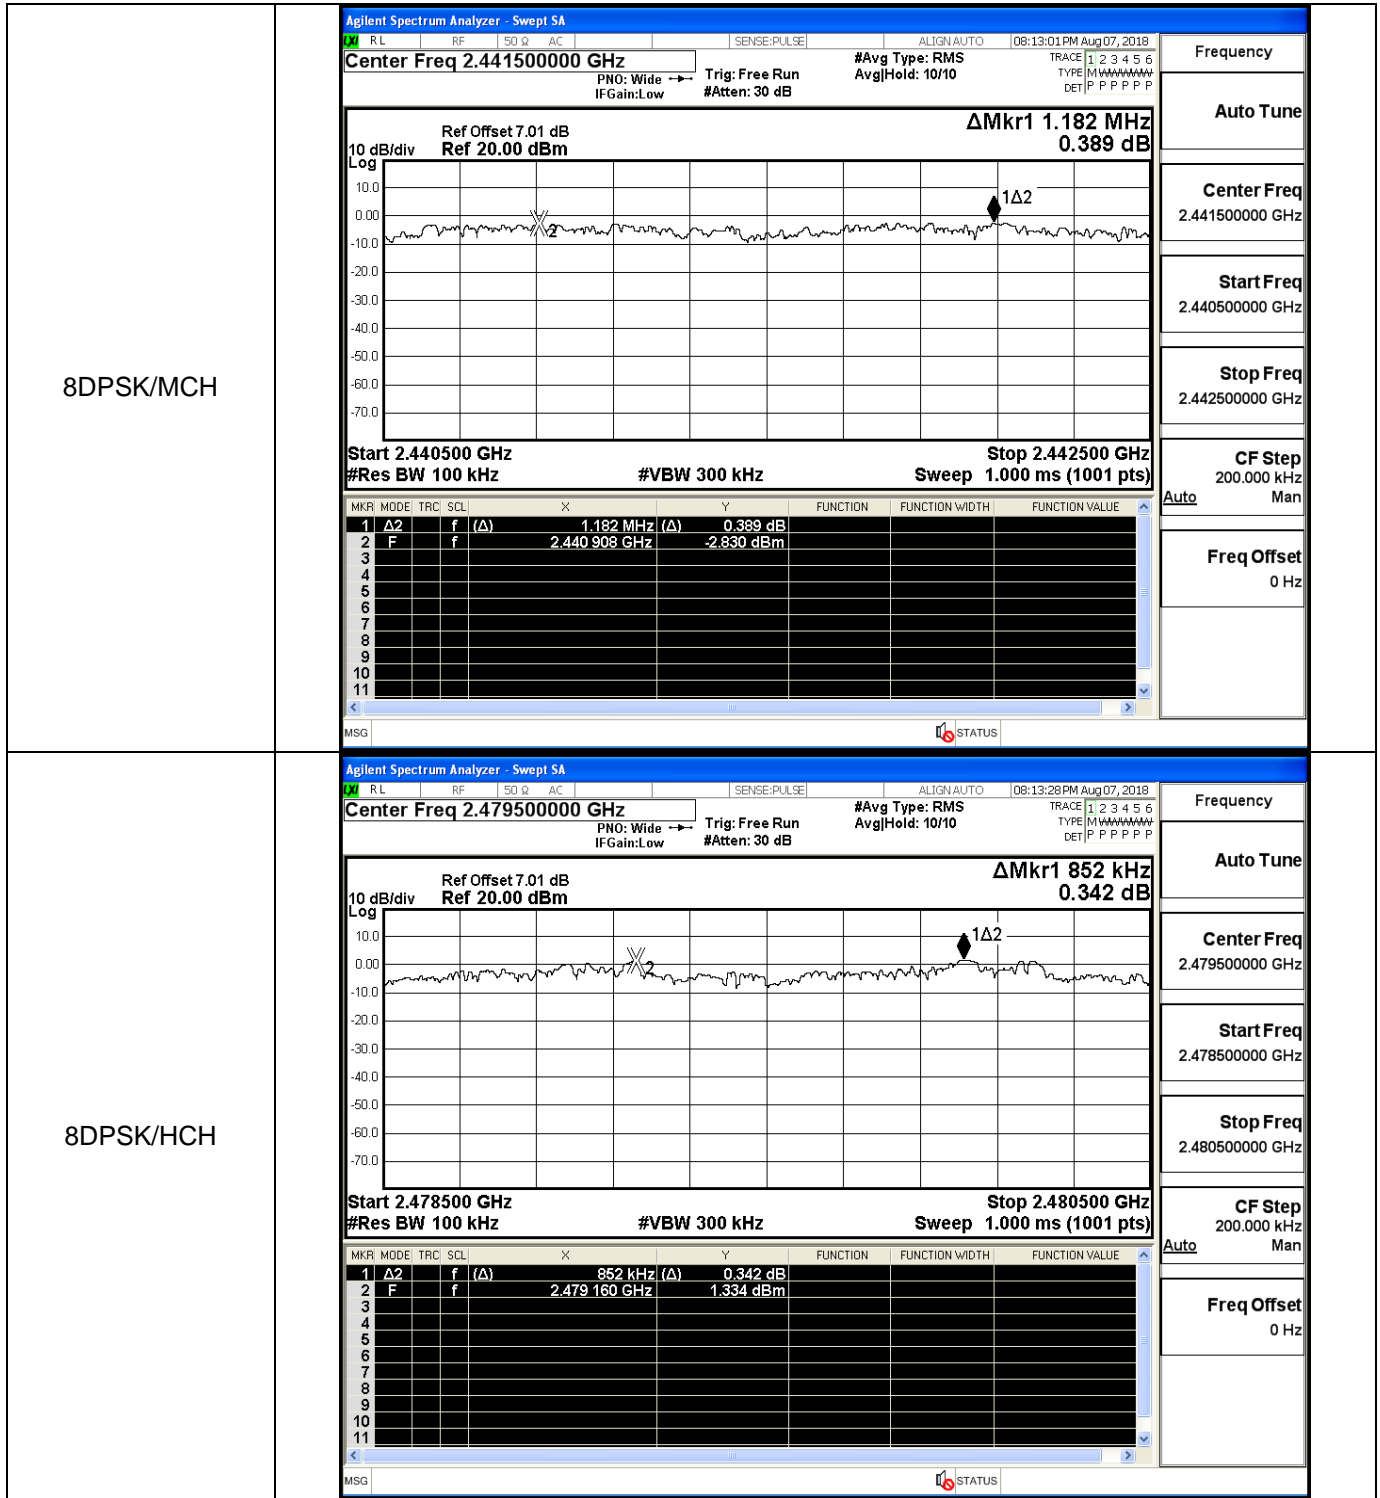 8DPSK/MCH
Agilent Spectrum Analyzer - Swept SA
LXI RL RF 50 Ω AC SENSE:PULSE ALIGN AUTO 08:13:01 PM Aug 07, 2018
Center Freq 2.441500000 GHz
PNO: Wide
IFGain:Low
Trig: Free Run
#Atten: 30 dB
#Avg Type: RMS
Avg|Hold: 10/10
TRACE 1 2 3 4 5 6
TYPE M
DET P P P P P P
Ref Offset 7.01 dB
10 dB/div Ref 20.00 dBm
Log
ΔMkr1 1.182 MHz
0.389 dB
10.0
0.00
-10.0
-20.0
-30.0
-40.0
-50.0
-60.0
-70.0
1Δ2
2
Start 2.440500 GHz Stop 2.442500 GHz
#Res BW 100 kHz #VBW 300 kHz Sweep 1.000 ms (1001 pts)
MKR MODE TRC SCL X Y FUNCTION FUNCTION WIDTH FUNCTION VALUE
1 Δ2 f (Δ) 1.182 MHz (Δ) 0.389 dB
2 F f 2.440 908 GHz -2.830 dBm
3
4
5
6
7
8
9
10
11
MSG STATUS
Frequency
Auto Tune
Center Freq
2.441500000 GHz
Start Freq
2.440500000 GHz
Stop Freq
2.442500000 GHz
CF Step
200.000 kHz
Auto Man
Freq Offset
0 Hz
8DPSK/HCH
Agilent Spectrum Analyzer - Swept SA
LXI RL RF 50 Ω AC SENSE:PULSE ALIGN AUTO 08:13:28 PM Aug 07, 2018
Center Freq 2.479500000 GHz
PNO: Wide
IFGain:Low
Trig: Free Run
#Atten: 30 dB
#Avg Type: RMS
Avg|Hold: 10/10
TRACE 1 2 3 4 5 6
TYPE M
DET P P P P P P
Ref Offset 7.01 dB
10 dB/div Ref 20.00 dBm
Log
ΔMkr1 852 kHz
0.342 dB
10.0
0.00
-10.0
-20.0
-30.0
-40.0
-50.0
-60.0
-70.0
1Δ2
2
Start 2.478500 GHz Stop 2.480500 GHz
#Res BW 100 kHz #VBW 300 kHz Sweep 1.000 ms (1001 pts)
MKR MODE TRC SCL X Y FUNCTION FUNCTION WIDTH FUNCTION VALUE
1 Δ2 f (Δ) 852 kHz (Δ) 0.342 dB
2 F f 2.479 160 GHz 1.334 dBm
3
4
5
6
7
8
9
10
11
MSG STATUS
Frequency
Auto Tune
Center Freq
2.479500000 GHz
Start Freq
2.478500000 GHz
Stop Freq
2.480500000 GHz
CF Step
200.000 kHz
Auto Man
Freq Offset
0 Hz